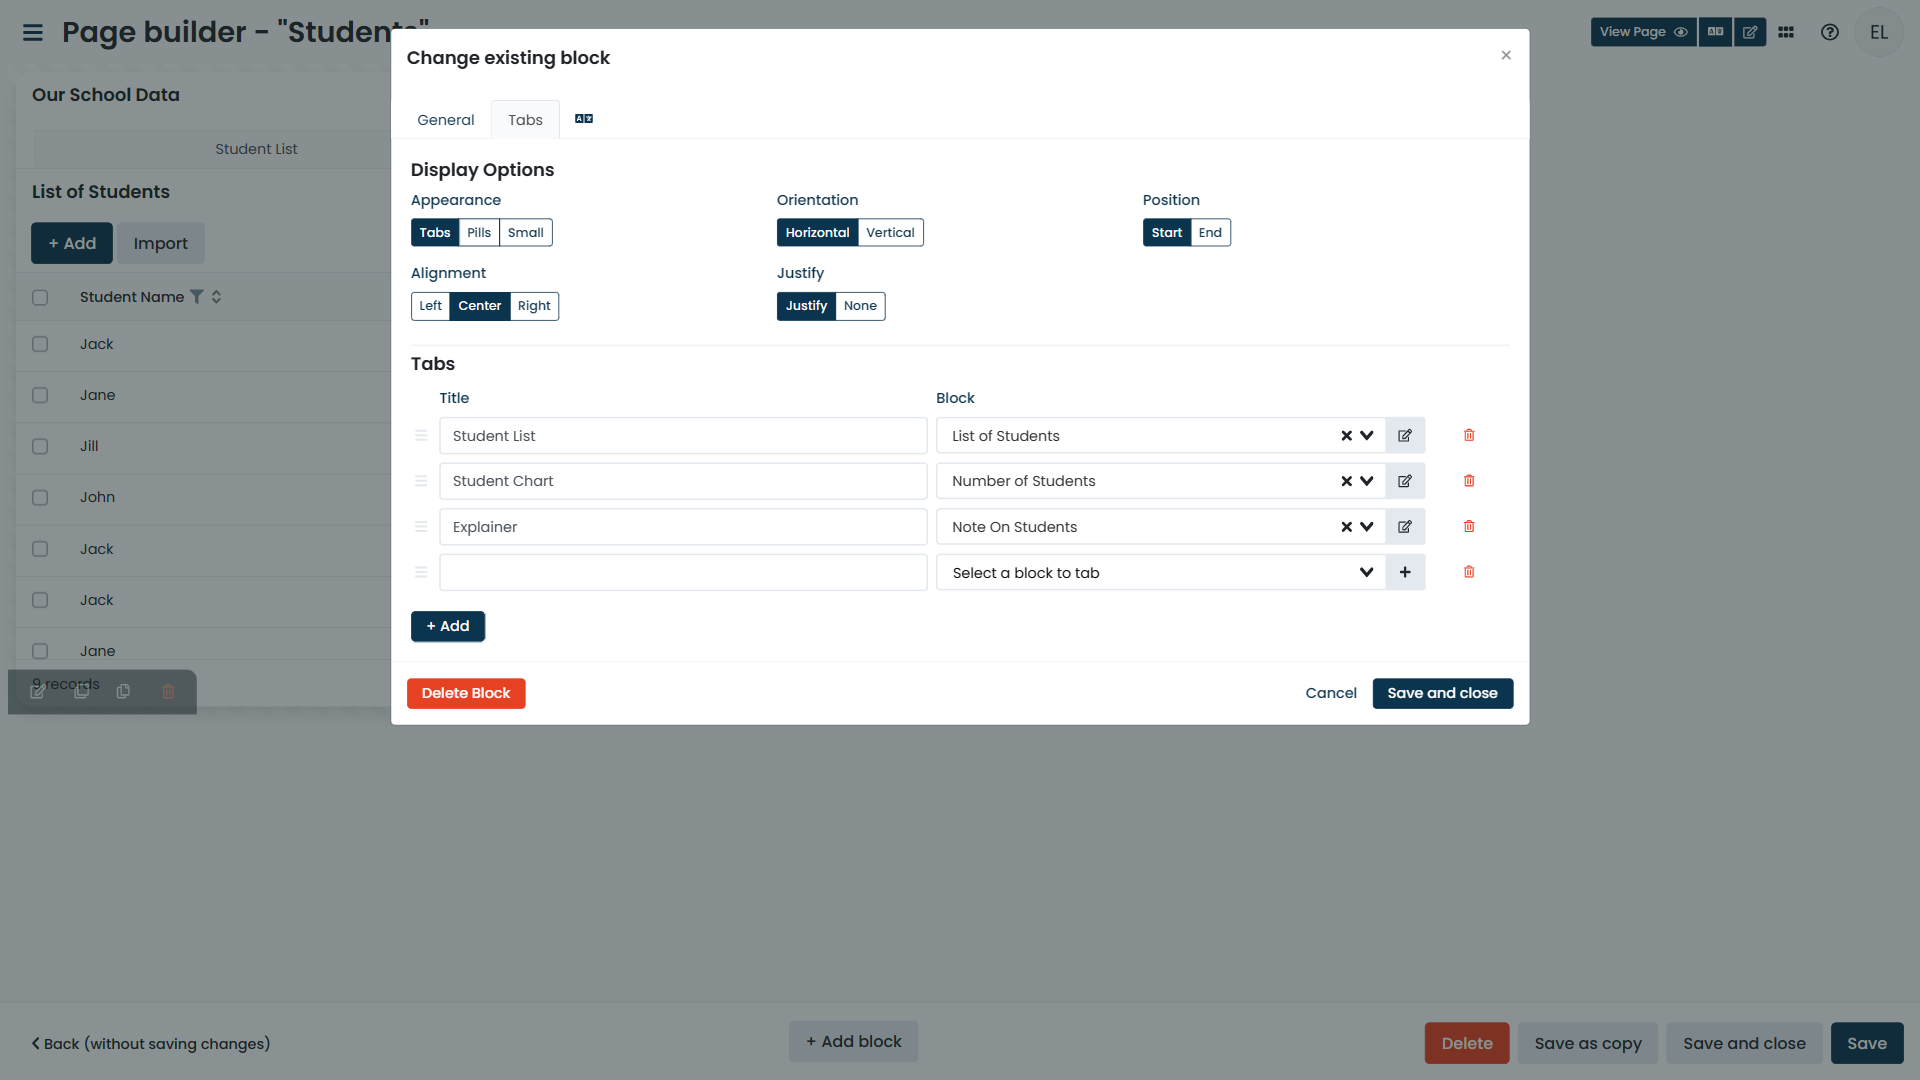 Page builder - "Students"
View Page
EL
Our School Data
Student List
List of Students
+ Add
Import
Student Name
Jack
Jane
Jill
John
Jack
Jack
Jane
9 records
Change existing block
×
General
Tabs
Display Options
Appearance
Orientation
Position
Tabs
Pills
Small
Horizontal
Vertical
Start
End
Alignment
Justify
Left
Center
Right
Justify
None
Tabs
Title
Block
Student List
List of Students
Student Chart
Number of Students
Explainer
Note On Students
Select a block to tab
+ Add
Delete Block
Cancel
Save and close
Back (without saving changes)
+ Add block
Delete
Save as copy
Save and close
Save